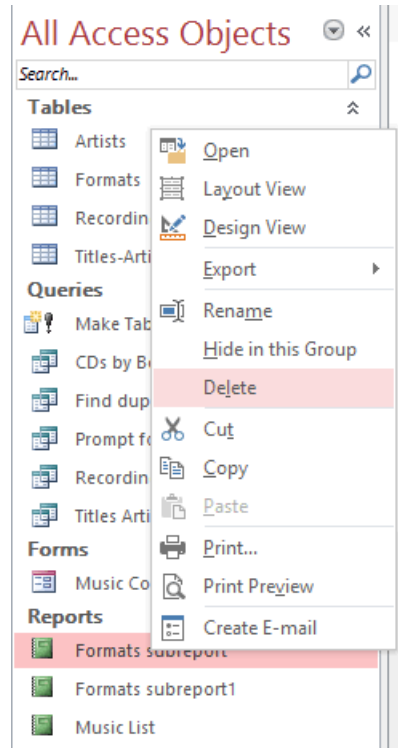 All Access Objects
Search...
Tables
Artists
Formats
Recordin
Titles-Arti
Queries
Make Tab
CDs by Be
Find dup
Prompt fo
Recordin
Titles Arti
Forms
Music Co
Reports
Formats subreport
Formats subreport1
Music List
Open
Layout View
Design View
Export
Rename
Hide in this Group
Delete
Cut
Copy
Paste
Print...
Print Preview
Create E-mail